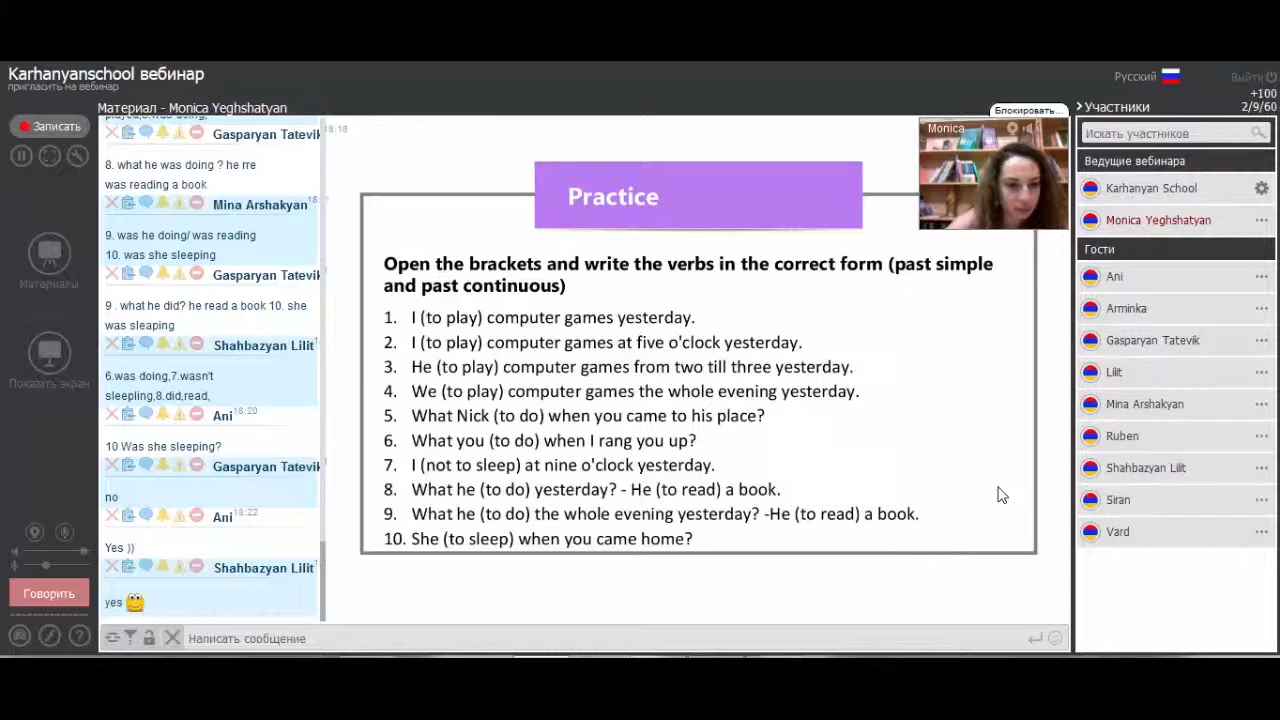 Karhanyanschool вебинар
пригласить на вебинар
Русский
Выйти
+100
Материал - Monica Yeghshatyan
Блокировать...
Участники
2/9/60
Записать
Материалы
Показать экран
Говорить
played,8.was doing,
Gasparyan Tatevik 18:18
8. what he was doing ? he rre
was reading a book
Mina Arshakyan
9. was he doing/ was reading
10. was she sleeping
Gasparyan Tatevik
9 . what he did? he read a book 10. she
was sleaping
Shahbazyan Lilit
6.was doing,7.wasn't
sleepling,8.did,read,
Ani 18.20
10 Was she sleeping?
Gasparyan Tatevik
no
Ani 18.22
Yes ))
Shahbazyan Lilit
yes
Написать сообщение
Practice
Open the brackets and write the verbs in the correct form (past simple
and past continuous)
1. I (to play) computer games yesterday.
2. I (to play) computer games at five o'clock yesterday.
3. He (to play) computer games from two till three yesterday.
4. We (to play) computer games the whole evening yesterday.
5. What Nick (to do) when you came to his place?
6. What you (to do) when I rang you up?
7. I (not to sleep) at nine o'clock yesterday.
8. What he (to do) yesterday? - He (to read) a book.
9. What he (to do) the whole evening yesterday? -He (to read) a book.
10. She (to sleep) when you came home?
Monica
Искать участников
Ведущие вебинара
Karhanyan School
Monica Yeghshatyan
Гости
Ani
Arminka
Gasparyan Tatevik
Lilit
Mina Arshakyan
Ruben
Shahbazyan Lilit
Siran
Vard